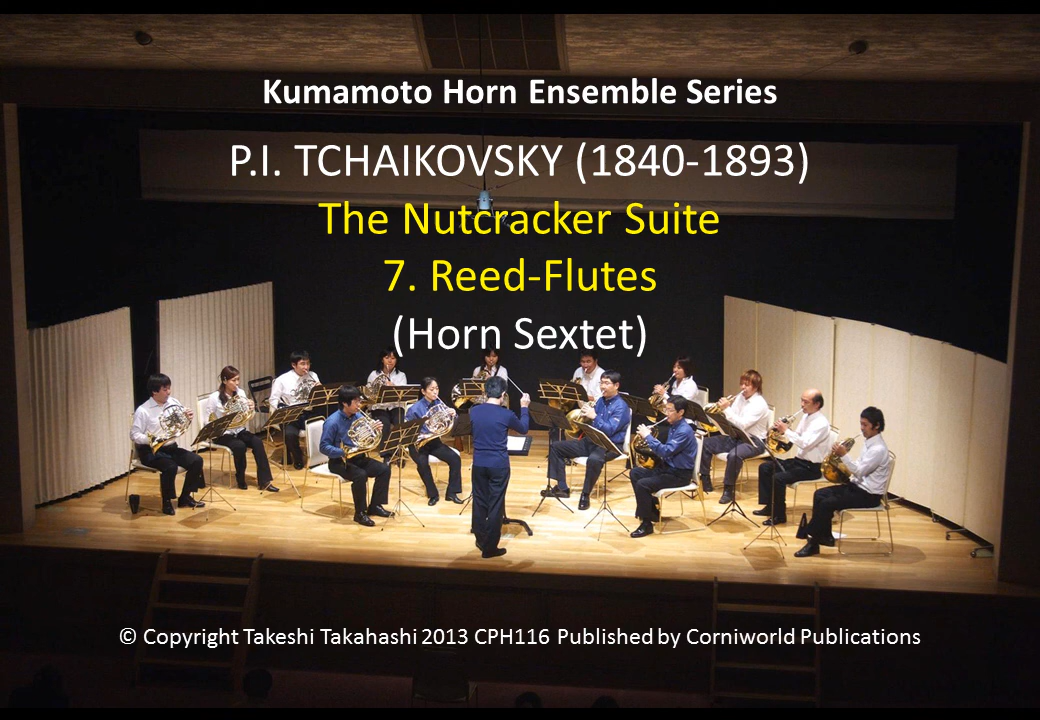 Kumamoto Horn Ensemble Series
P.I. TCHAIKOVSKY (1840-1893)
The Nutcracker Suite
7. Reed-Flutes
(Horn Sextet)
© Copyright Takeshi Takahashi 2013 CPH116 Published by Corniworld Publications